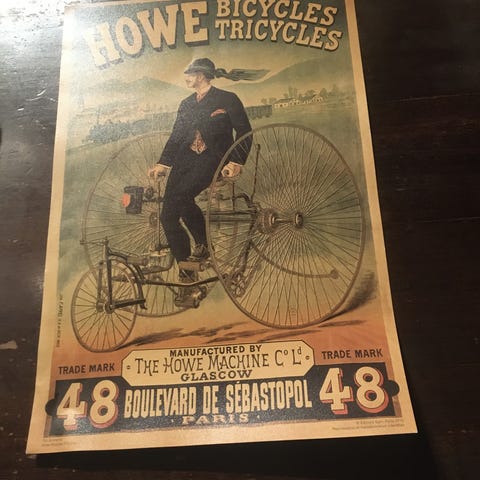 HOWE BICYCLES
TRICYCLES
MANUFACTURED BY
TRADE MARK THE HOWE MACHINE Co Ld TRADE MARK
GLASGOW
48 BOULEVARD DE SÉBASTOPOL 48
PARIS